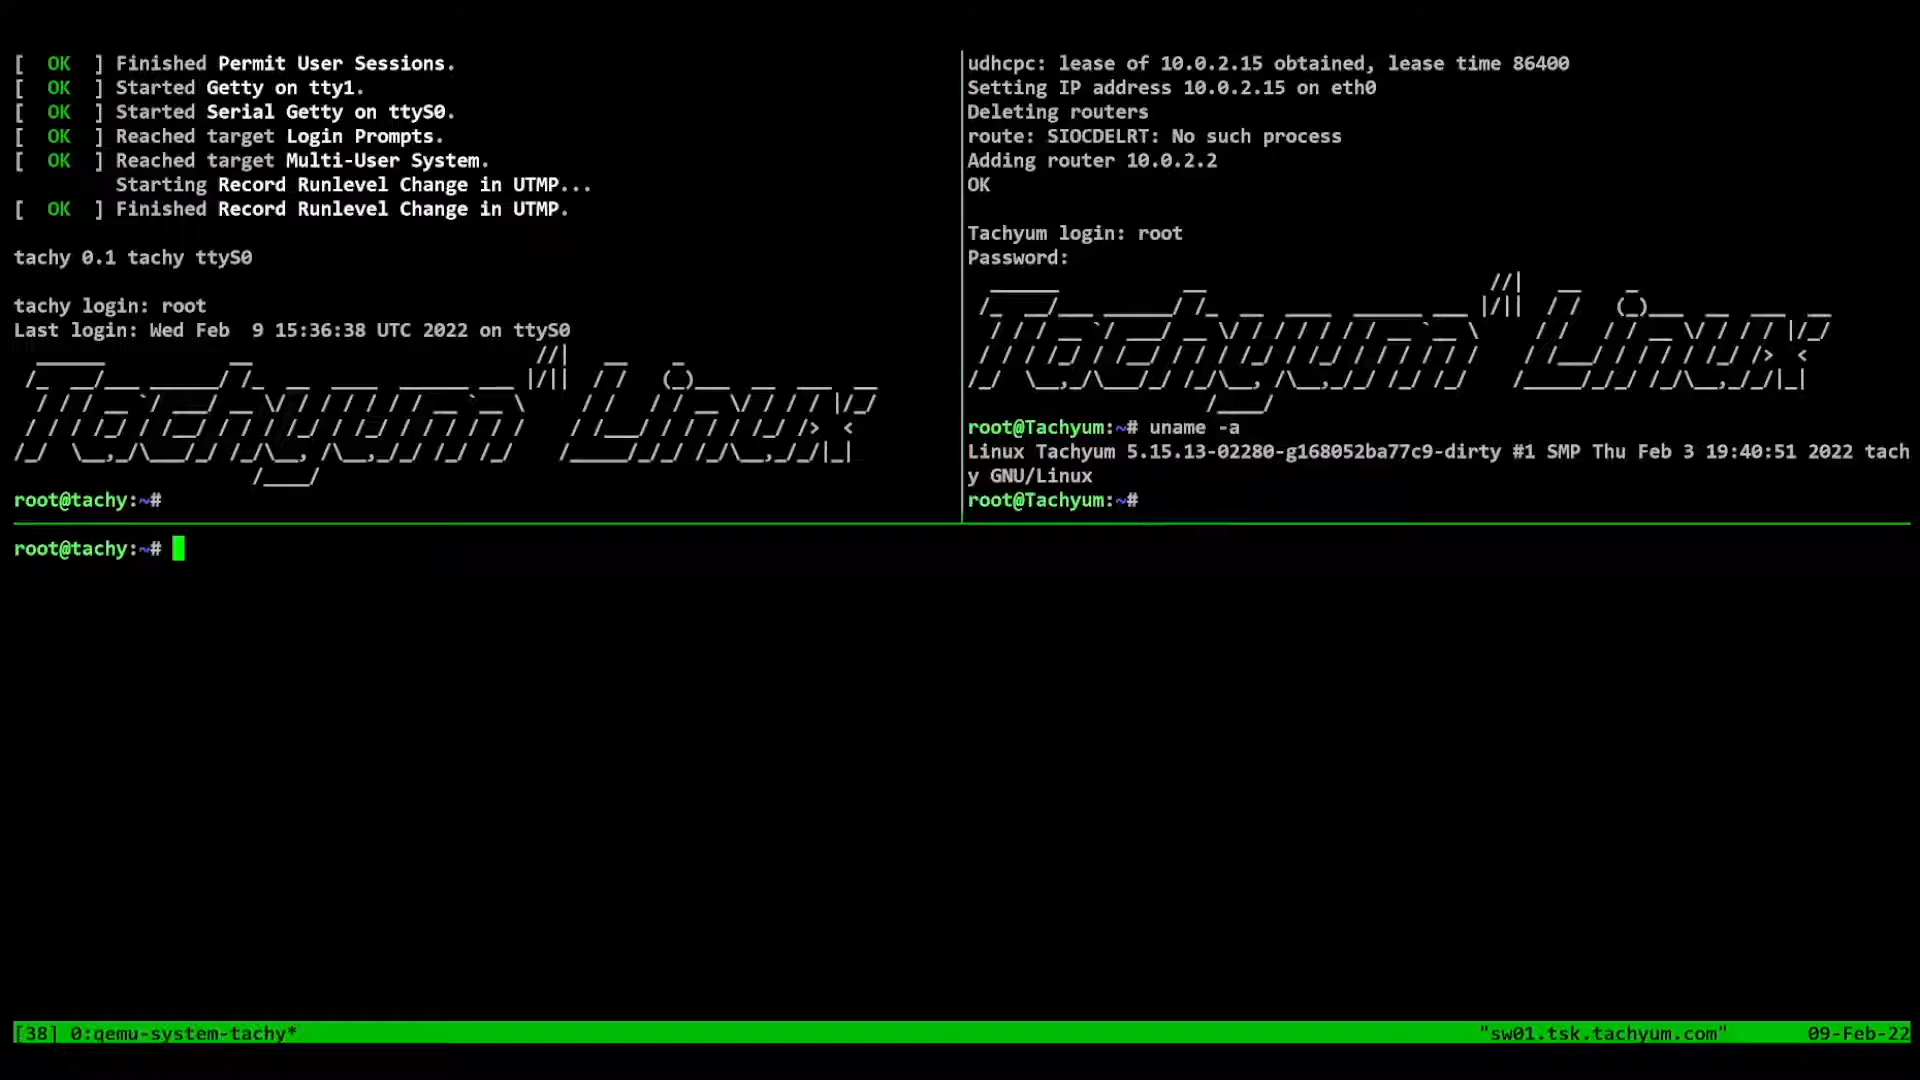 [  OK  ] Finished Permit User Sessions.
[  OK  ] Started Getty on tty1.
[  OK  ] Started Serial Getty on ttyS0.
[  OK  ] Reached target Login Prompts.
[  OK  ] Reached target Multi-User System.
Starting Record Runlevel Change in UTMP...
[  OK  ] Finished Record Runlevel Change in UTMP.
tachy 0.1 tachy ttyS0
tachy login: root
Last login: Wed Feb  9 15:36:38 UTC 2022 on ttyS0
Tachyum Linux
root@tachy:~#
udhcpc: lease of 10.0.2.15 obtained, lease time 86400
Setting IP address 10.0.2.15 on eth0
Deleting routers
route: SIOCDELRT: No such process
Adding router 10.0.2.2
OK
Tachyum login: root
Password:
Tachyum Linux
root@Tachyum:~# uname -a
Linux Tachyum 5.15.13-02280-g168052ba77c9-dirty #1 SMP Thu Feb 3 19:40:51 2022 tach
y GNU/Linux
root@Tachyum:~#
root@tachy:~#
[38] 0:qemu-system-tachy* "sw01.tsk.tachyum.com" 09-Feb-22